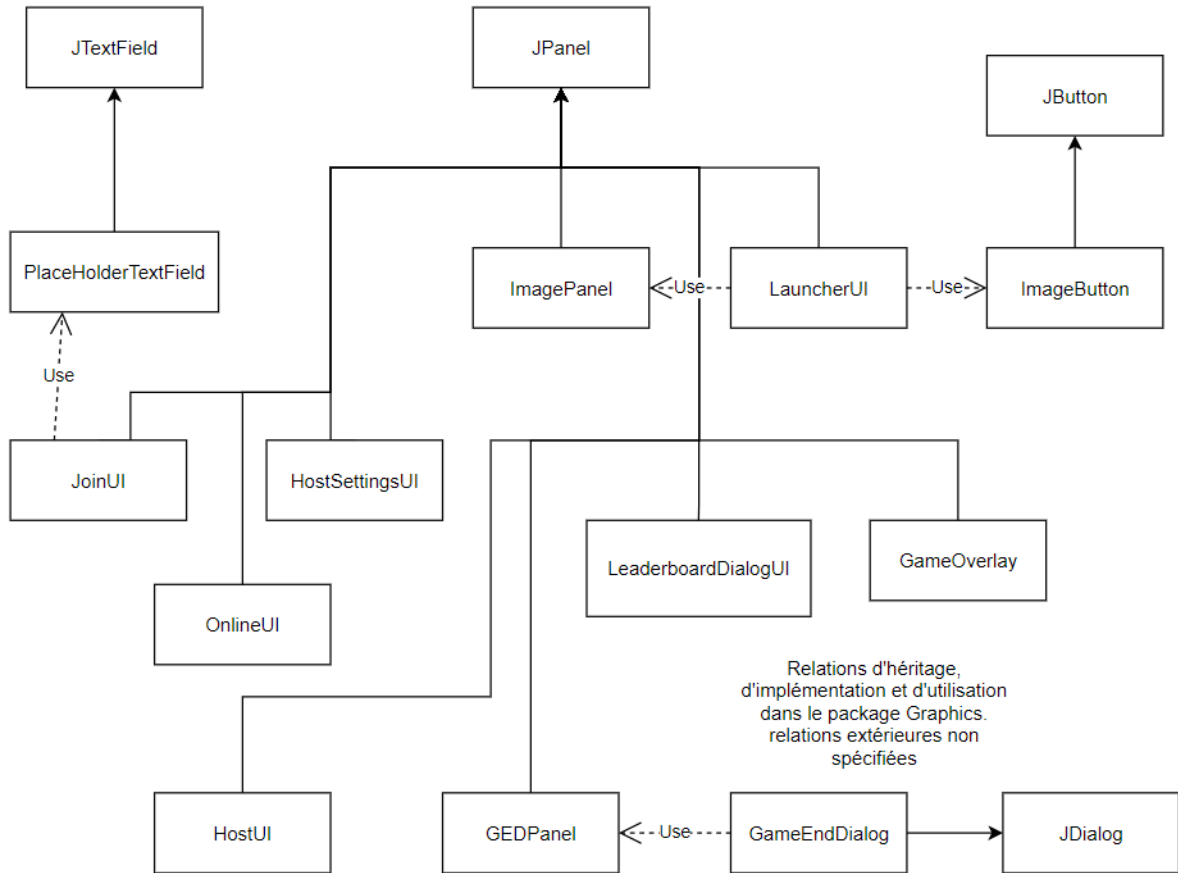 JTextField
JPanel
JButton
PlaceHolderTextField
ImagePanel
Use
LauncherUI
Use
ImageButton
Use
JoinUI
HostSettingsUI
LeaderboardDialogUI
GameOverlay
OnlineUI
Relations d'héritage,
d'implémentation et d'utilisation
dans le package Graphics.
relations extérieures non
spécifiées
HostUI
GEDPanel
Use
GameEndDialog
JDialog